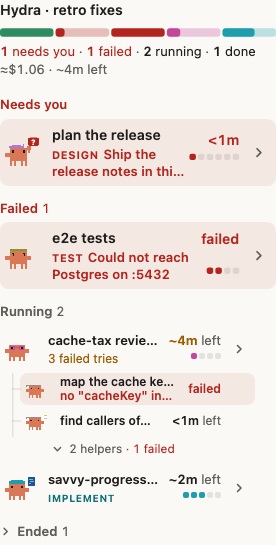 Hydra · retro fixes
1 needs you · 1 failed · 2 running · 1 done
≈$1.06 · ~4m left
Needs you
plan the release
<1m
DESIGN Ship the
release notes in thi...
Failed 1
e2e tests
failed
TEST Could not reach
Postgres on :5432
Running 2
cache-tax revie...
~4m left
3 failed tries
map the cache ke...
no "cacheKey" in...
failed
find callers of...
<1m left
2 helpers · 1 failed
savvy-progress...
~2m left
IMPLEMENT
Ended 1